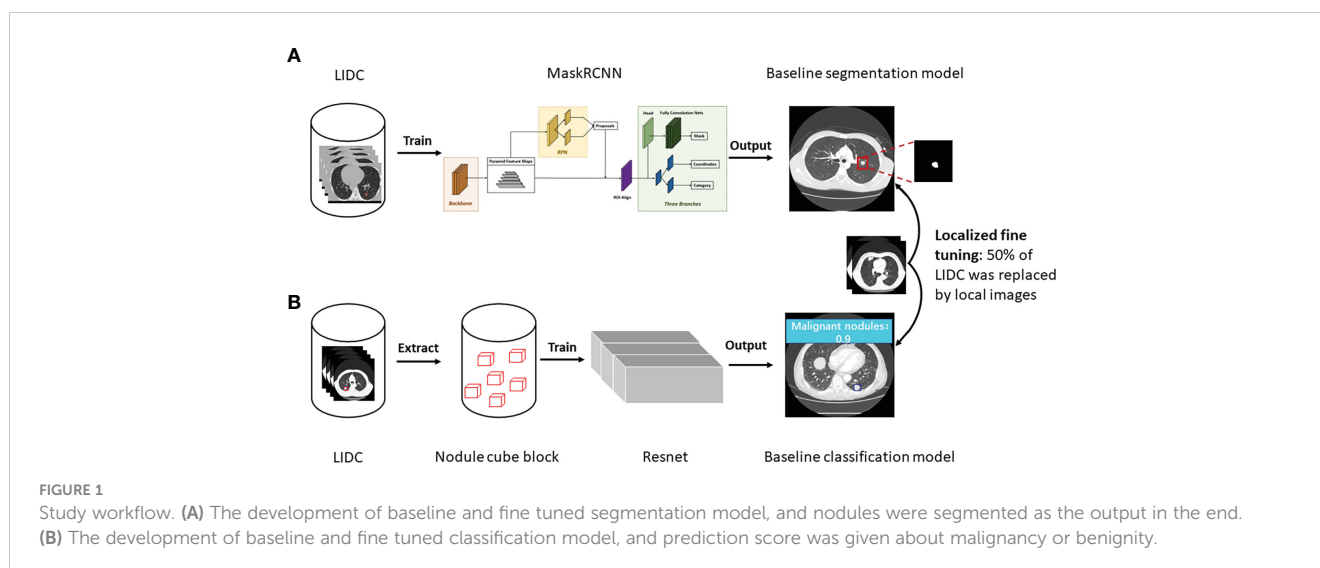 A
LIDC
MaskRCNN
Baseline segmentation model
Train
Backbone
Pyramid Feature Maps
RPN
Proposals
ROI Align
Head
Fully Convolution Nets
Mask
Coordinates
Category
Three Branches
Output
Localized fine
tuning: 50% of
LIDC was replaced
by local images
B
Extract
Train
Output
Malignant nodules:
0.9
LIDC
Nodule cube block
Resnet
Baseline classification model
FIGURE 1
Study workflow. (A) The development of baseline and fine tuned segmentation model, and nodules were segmented as the output in the end.
(B) The development of baseline and fine tuned classification model, and prediction score was given about malignancy or benignity.